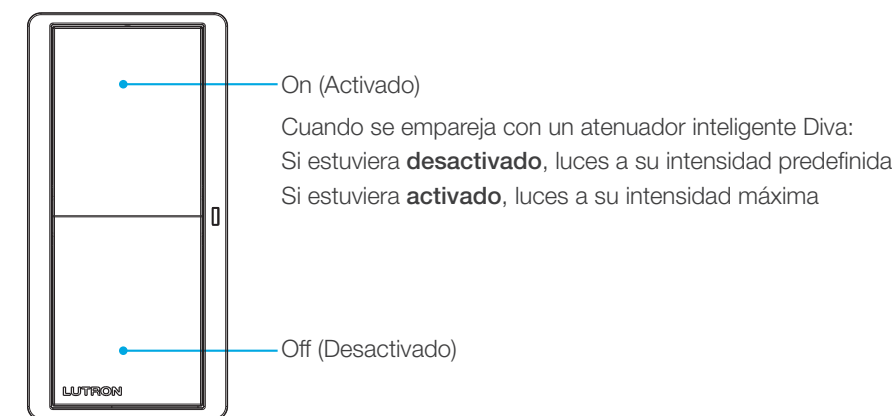 On (Activado)
Cuando se empareja con un atenuador inteligente Diva:
Si estuviera desactivado, luces a su intensidad predefinida
Si estuviera activado, luces a su intensidad máxima
Off (Desactivado)
LUTRON